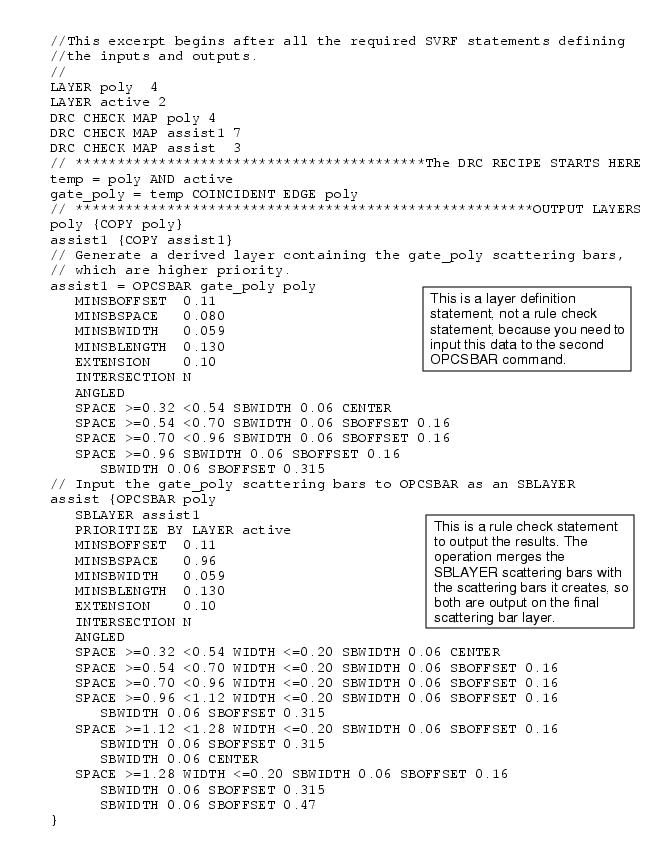 //This excerpt begins after all the required SVRF statements defining
//the inputs and outputs.
//
LAYER poly  4
LAYER active 2
DRC CHECK MAP poly 4
DRC CHECK MAP assist1 7
DRC CHECK MAP assist  3
// ******************************************The DRC RECIPE STARTS HERE
temp = poly AND active
gate_poly = temp COINCIDENT EDGE poly
// *******************************************************OUTPUT LAYERS
poly {COPY poly}
assist1 {COPY assist1}
// Generate a derived layer containing the gate_poly scattering bars,
// which are higher priority.
assist1 = OPCSBAR gate_poly poly
   MINSBOFFSET  0.11
   MINSBSPACE   0.080
   MINSBWIDTH   0.059
   MINSBLENGTH  0.130
   EXTENSION    0.10
   INTERSECTION N
   ANGLED
   SPACE >=0.32 <0.54 SBWIDTH 0.06 CENTER
   SPACE >=0.54 <0.70 SBWIDTH 0.06 SBOFFSET 0.16
   SPACE >=0.70 <0.96 SBWIDTH 0.06 SBOFFSET 0.16
   SPACE >=0.96 SBWIDTH 0.06 SBOFFSET 0.16
      SBWIDTH 0.06 SBOFFSET 0.315
This is a layer definition
statement, not a rule check
statement, because you need to
input this data to the second
OPCSBAR command.
// Input the gate_poly scattering bars to OPCSBAR as an SBLAYER
assist {OPCSBAR poly
   SBLAYER assist1
   PRIORITIZE BY LAYER active
   MINSBOFFSET  0.11
   MINSBSPACE   0.96
   MINSBWIDTH   0.059
   MINSBLENGTH  0.130
   EXTENSION    0.10
   INTERSECTION N
   ANGLED
   SPACE >=0.32 <0.54 WIDTH <=0.20 SBWIDTH 0.06 CENTER
   SPACE >=0.54 <0.70 WIDTH <=0.20 SBWIDTH 0.06 SBOFFSET 0.16
   SPACE >=0.70 <0.96 WIDTH <=0.20 SBWIDTH 0.06 SBOFFSET 0.16
   SPACE >=0.96 <1.12 WIDTH <=0.20 SBWIDTH 0.06 SBOFFSET 0.16
      SBWIDTH 0.06 SBOFFSET 0.315
   SPACE >=1.12 <1.28 WIDTH <=0.20 SBWIDTH 0.06 SBOFFSET 0.16
      SBWIDTH 0.06 SBOFFSET 0.315
      SBWIDTH 0.06 CENTER
   SPACE >=1.28 WIDTH <=0.20 SBWIDTH 0.06 SBOFFSET 0.16
      SBWIDTH 0.06 SBOFFSET 0.315
      SBWIDTH 0.06 SBOFFSET 0.47
}
This is a rule check statement
to output the results. The
operation merges the
SBLAYER scattering bars with
the scattering bars it creates, so
both are output on the final
scattering bar layer.